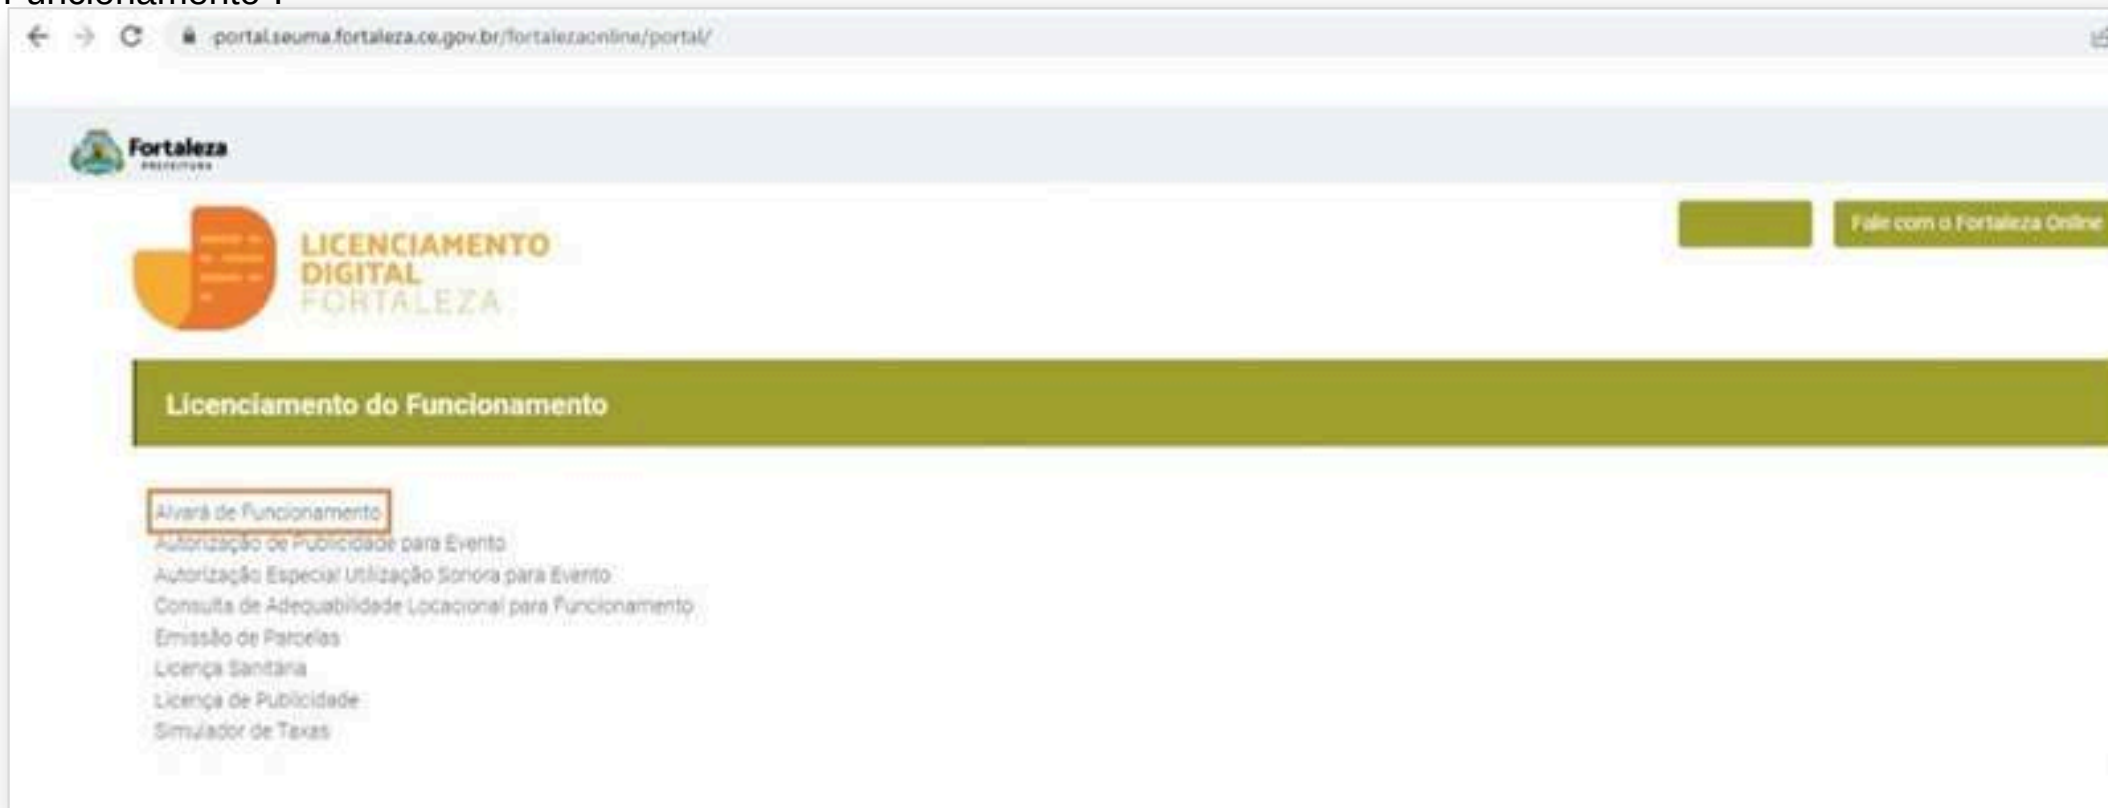 Funcionamento".
portal.seuma.fortaleza.ce.gov.br/fortalezaonline/portal/
Fortaleza
PREFEITURA
Fale com o Fortaleza Online
LICENCIAMENTO
DIGITAL
FORTALEZA
Licenciamento do Funcionamento
Alvará de Funcionamento
Autorização de Publicidade para Evento
Autorização Especial Utilização Sonora para Evento
Consulta de Adequabilidade Locacional para Funcionamento
Emissão de Parcelas
Licença Sanitária
Licença de Publicidade
Simulador de Taxas